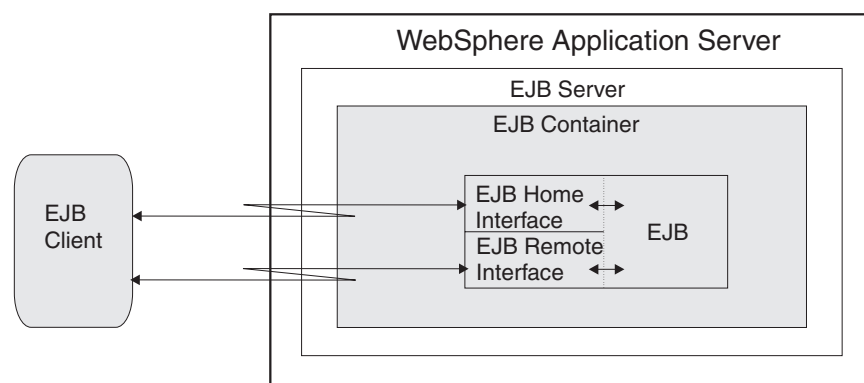 WebSphere Application Server
EJB Server
EJB Container
EJB
Client
EJB Home
Interface
EJB Remote
Interface
EJB